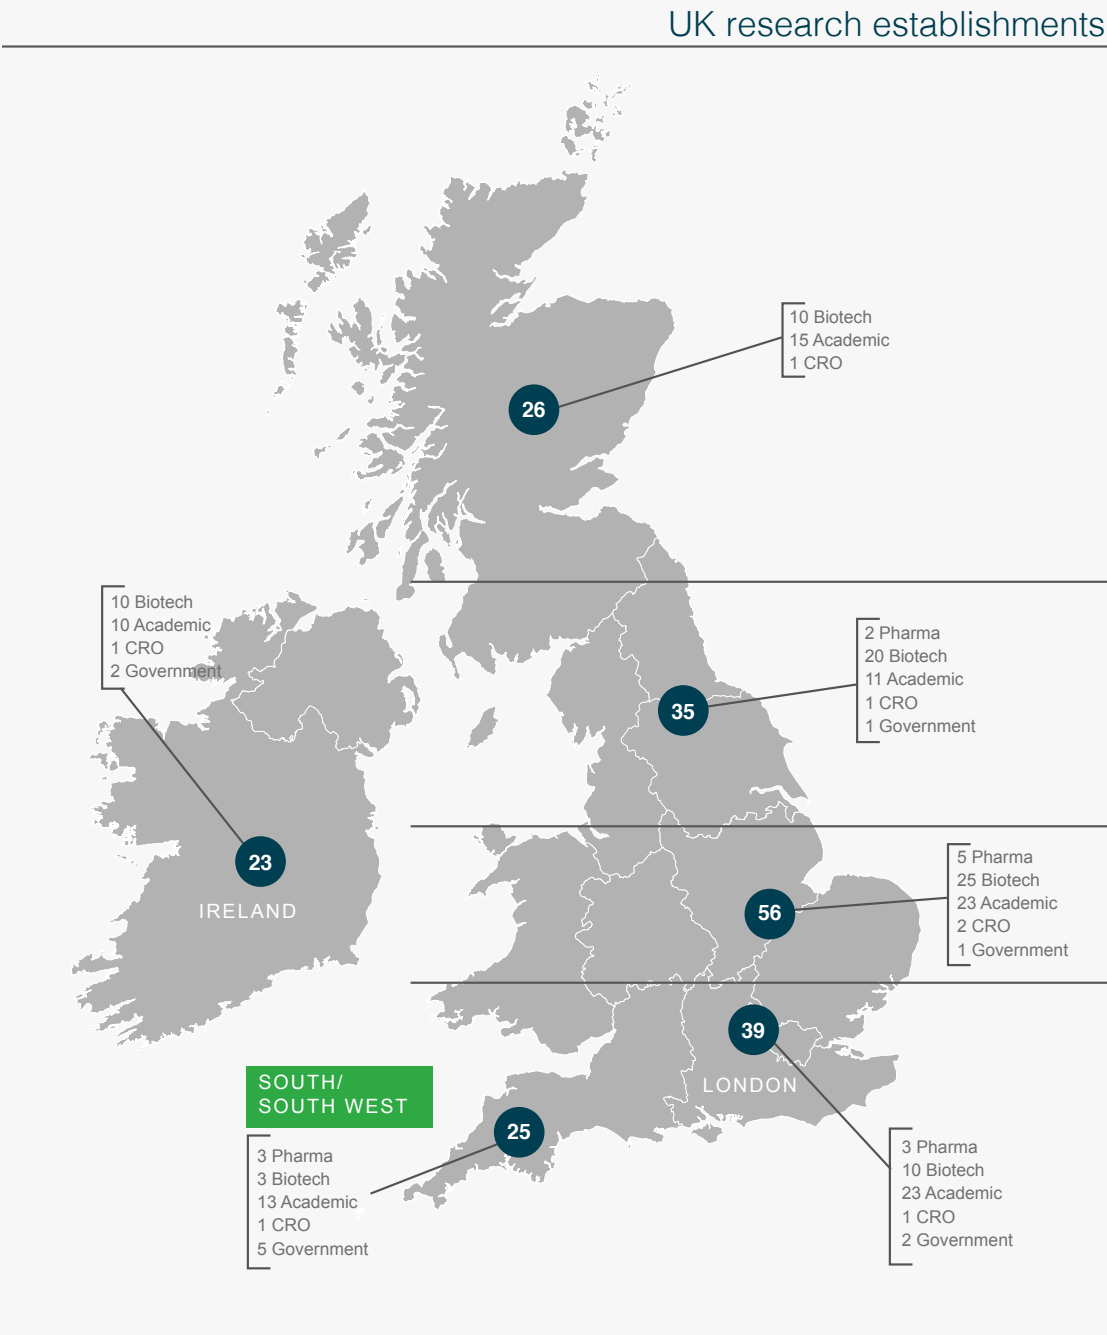 UK research establishments
10 Biotech
15 Academic
1 CRO
26
10 Biotech
10 Academic
1 CRO
2 Government
2 Pharma
20 Biotech
11 Academic
1 CRO
1 Government
35
23
IRELAND
5 Pharma
25 Biotech
23 Academic
2 CRO
1 Government
56
39
LONDON
SOUTH/
SOUTH WEST
25
3 Pharma
3 Biotech
13 Academic
1 CRO
5 Government
3 Pharma
10 Biotech
23 Academic
1 CRO
2 Government